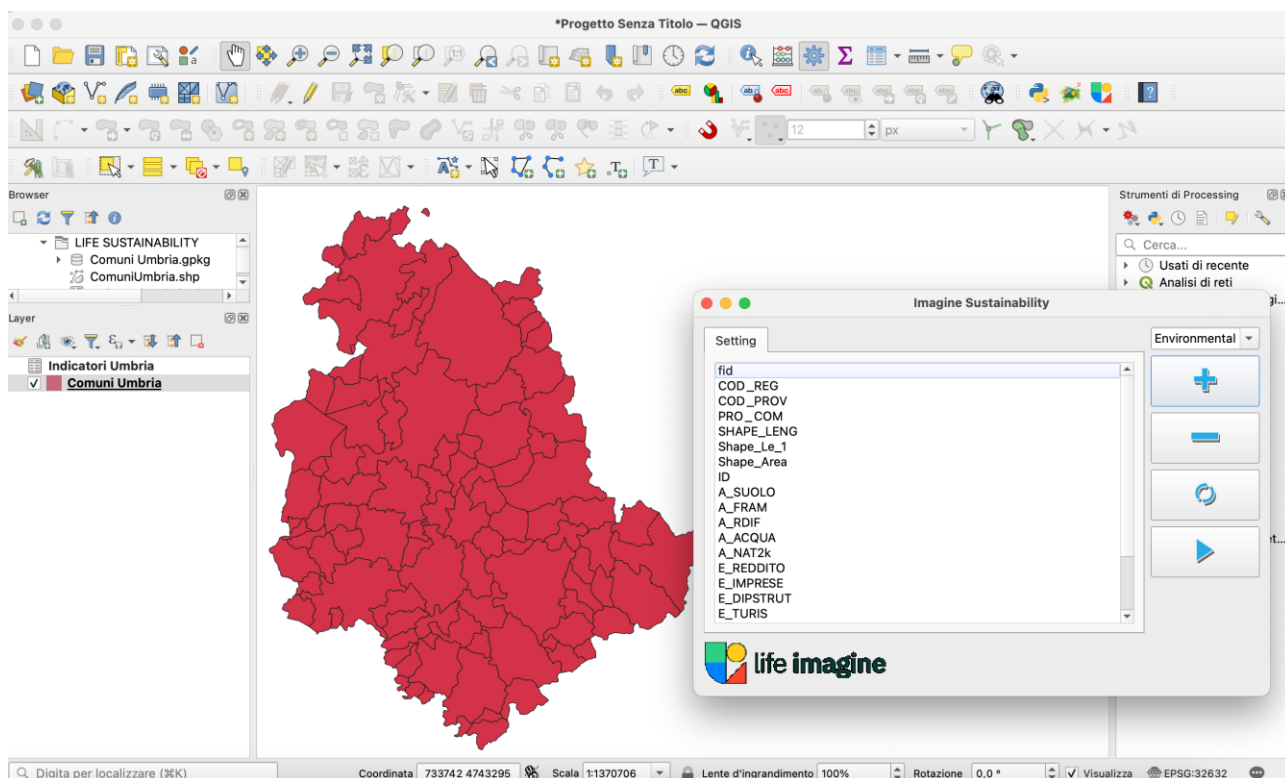 *Progetto Senza Titolo — QGIS
abc
abc
abc
12
px
Browser
LIFE SUSTAINABILITY
Comuni Umbria.gpkg
ComuniUmbria.shp
Layer
Indicatori Umbria
Comuni Umbria
Strumenti di Processing
Cerca...
Usati di recente
Analisi di reti
Imagine Sustainability
Setting
Environmental
fid
COD_REG
COD_PROV
PRO_COM
SHAPE_LENG
Shape_Le_1
Shape_Area
ID
A_SUOLO
A_FRAM
A_RDIF
A_ACQUA
A_NAT2k
E_REDDITO
E_IMPRESE
E_DIPSTRUT
E_TURIS
life imagine
Digita per localizzare (⌘K)
Coordinata 733742 4743295
Scala 1:1370706
Lente d'ingrandimento 100%
Rotazione 0,0 °
Visualizza
EPSG:32632